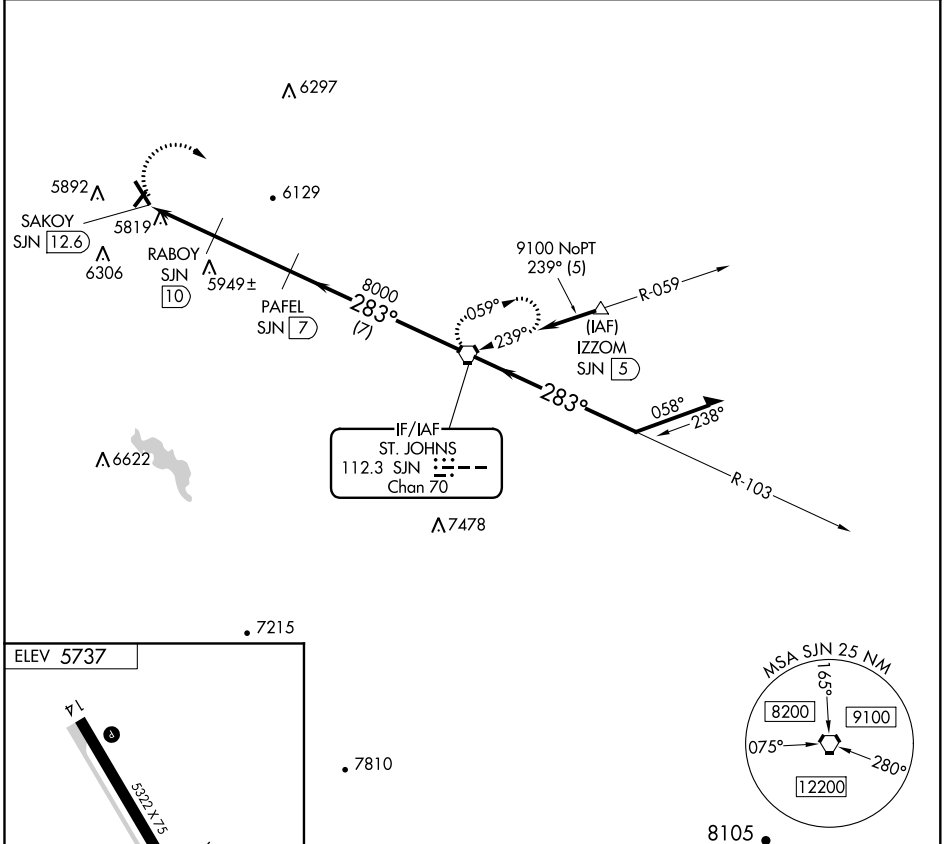 6297
5892
6129
SAKOY
SJN 12.6
5819
6306
RABOY
SJN
10
5949±
PAFEL
SJN 7
8000
283°
(7)
059°
239°
9100 NoPT
239° (5)
R-059
(IAF)
IZZOM
SJN 5
283°
058°
238°
R-103
IF/IAF
ST. JOHNS
112.3 SJN
Chan 70
6622
7478
7215
ELEV 5737
14
P
5322 X 75
7810
MSA SJN 25 NM
165°
8200
9100
075°
280°
12200
8105